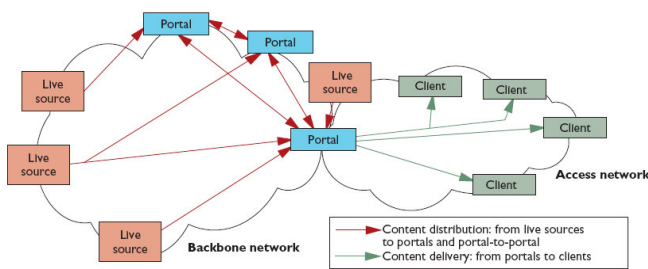 Portal
Portal
Live
source
Live
source
Client
Client
Portal
Client
Live
source
Client
Access network
Live
source
Backbone network
Content distribution: from live sources
to portals and portal-to-portal
Content delivery: from portals to clients